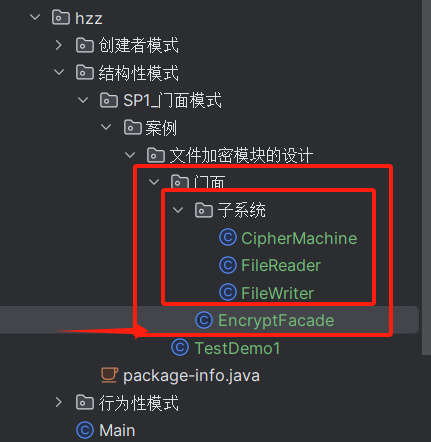 hzz
创建者模式
结构性模式
SP1_门面模式
案例
文件加密模块的设计
门面
子系统
CipherMachine
FileReader
FileWriter
EncryptFacade
TestDemo1
package-info.java
行为性模式
Main